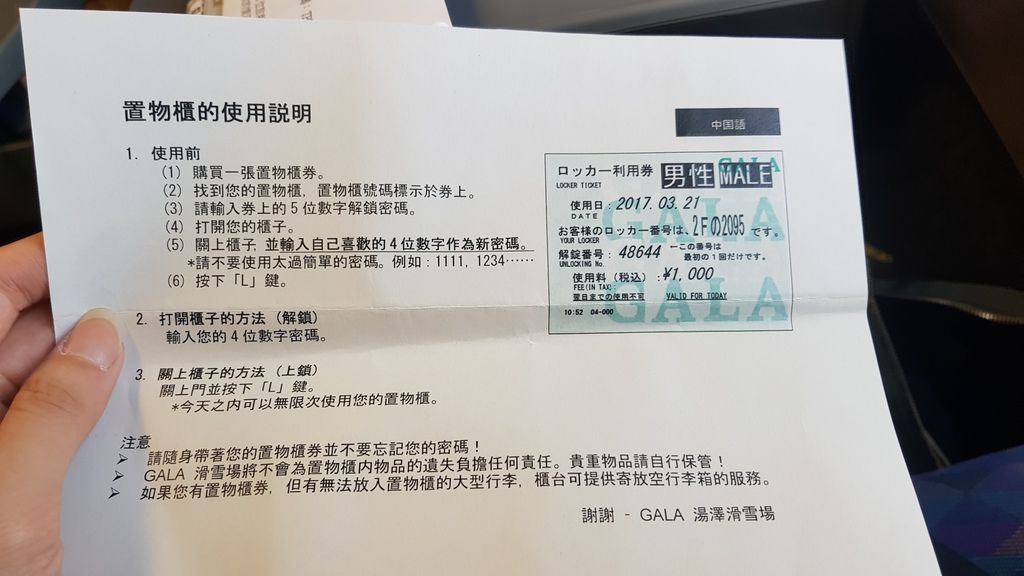 置物櫃的使用説明
中国語
1. 使用前
(1) 購買一張置物櫃券。
(2) 找到您的置物櫃，置物櫃號碼標示於券上。
(3) 請輸入券上的5位數字解鎖密碼。
(4) 打開您的櫃子。
(5) 關上櫃子 並輸入自己喜歡的4位數字作為新密碼。
*請不要使用太過簡單的密碼。例如：1111, 1234……
(6) 按下「L」鍵。
2. 打開櫃子的方法（解鎖）
輸入您的4位數字密碼。
3. 關上櫃子的方法（上鎖）
關上門並按下「L」鍵。
*今天之内可以無限次使用您的置物櫃。
注意
➢ 請隨身帶著您的置物櫃券並不要忘記您的密碼！
➢ GALA 滑雪場將不會為置物櫃内物品的遺失負擔任何責任。貴重物品請自行保管！
➢ 如果您有置物櫃券，但有無法放入置物櫃的大型行李，櫃台可提供寄放空行李箱的服務。
謝謝 - GALA 湯澤滑雪場
GALA
ロッカー利用券 男性 MALE
LOCKER TICKET
使用日：2017.03.21
DATE
GALA
お客様のロッカー番号は、2Fの2095 です。
YOUR LOCKER
解錠番号：48644 ←この番号は
UNLOCKING No. 最初の1回だけです。
使用料（税込）：¥1,000
FEE(IN TAX):
GALA
翌日までの使用不可 VALID FOR TODAY
10:52 04-000